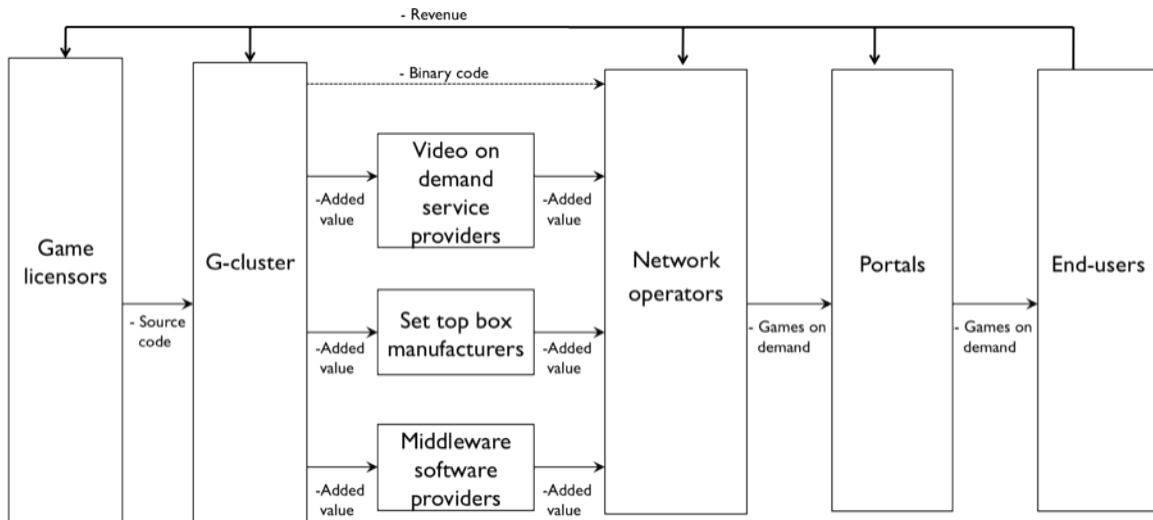 - Revenue
- Binary code
Video on
demand
service
providers
-Added
value
-Added
value
Game
licensors
G-cluster
Network
operators
Portals
End-users
- Source
code
Set top box
manufacturers
-Added
value
-Added
value
- Games on
demand
- Games on
demand
Middleware
software
providers
-Added
value
-Added
value